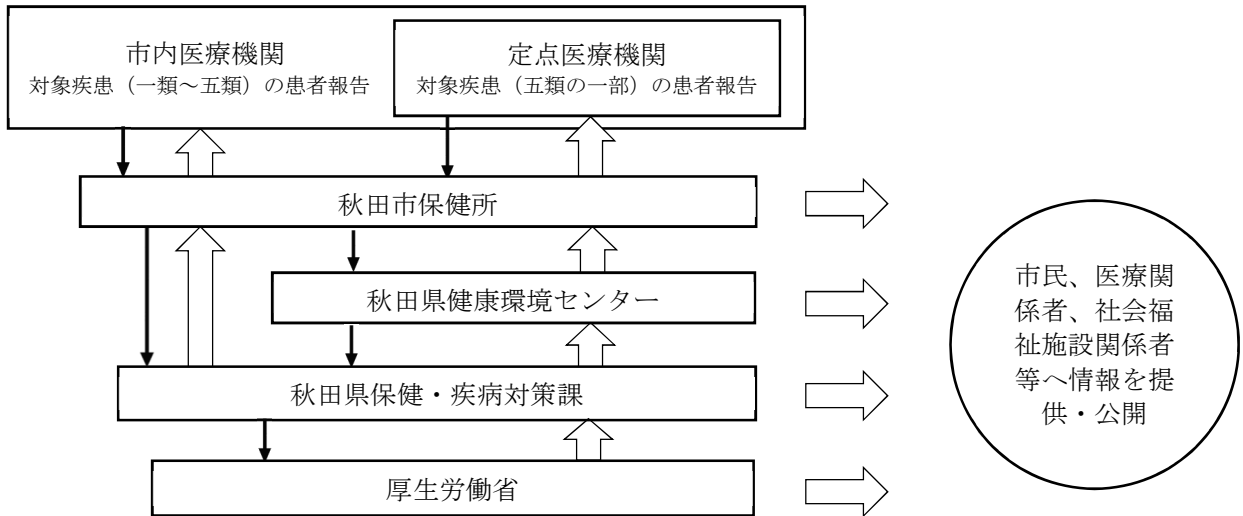 市内医療機関
対象疾患（一類～五類）の患者報告
定点医療機関
対象疾患（五類の一部）の患者報告
秋田市保健所
秋田県健康環境センター
秋田県保健・疾病対策課
厚生労働省
市民、医療関
係者、社会福
祉施設関係者
等へ情報を提
供・公開